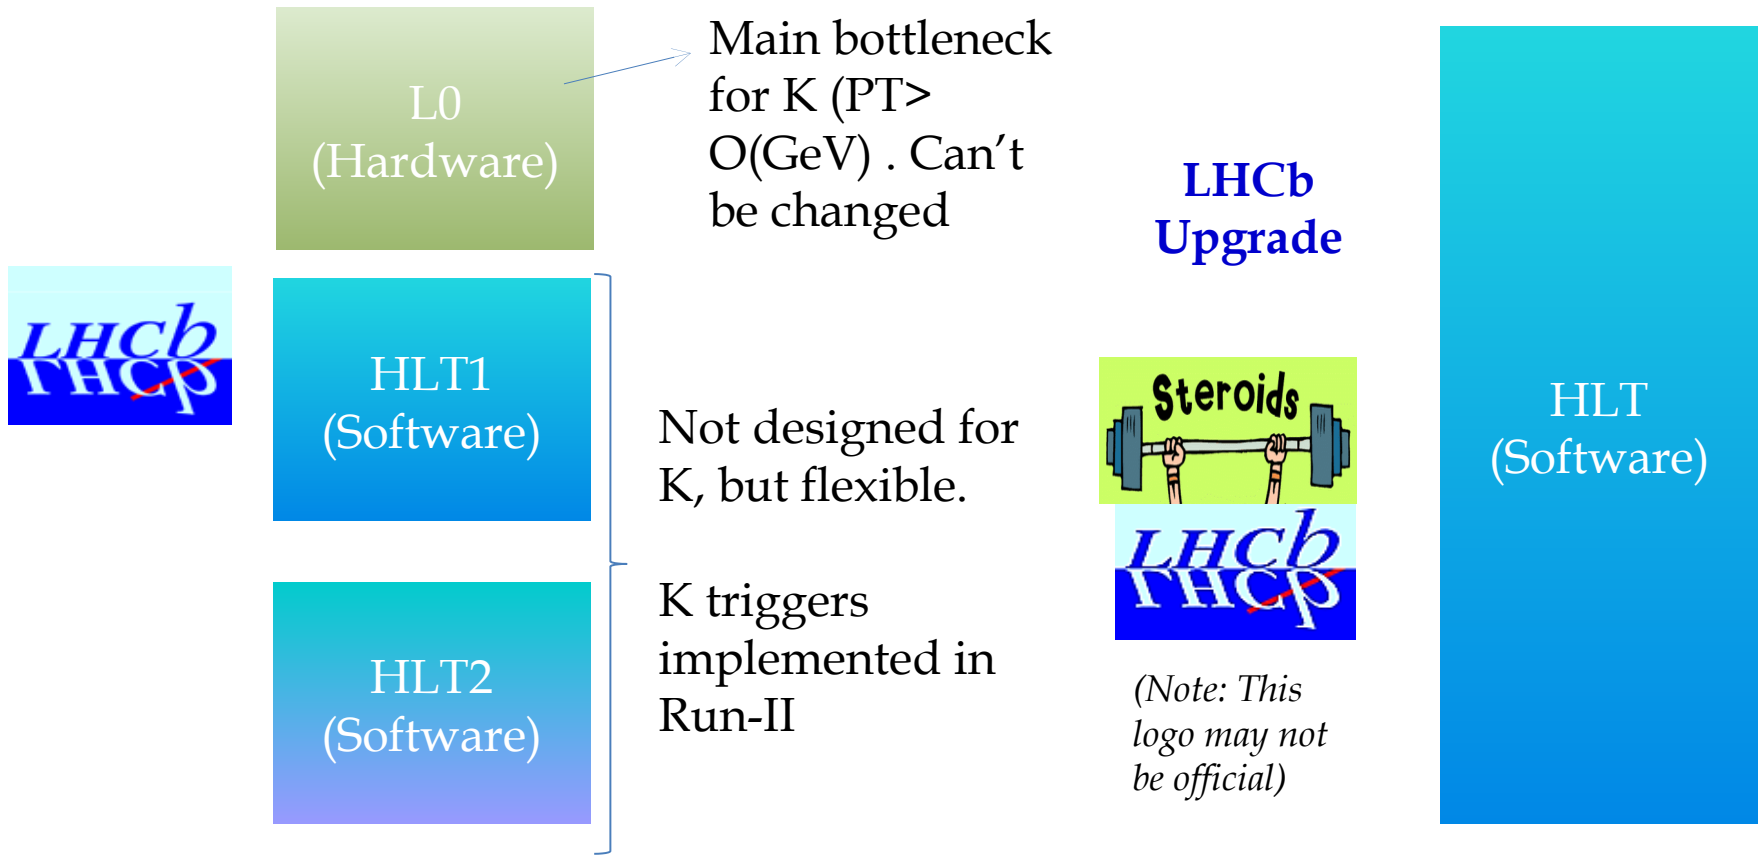 L0
(Hardware)
Main bottleneck
for K (PT>
O(GeV) . Can’t
be changed
LHCb
Upgrade
LHCb
LHCb
HLT1
(Software)
Not designed for
K, but flexible.
K triggers
implemented in
Run-II
HLT2
(Software)
Steroids
LHCb
LHCb
(Note: This
logo may not
be official)
HLT
(Software)